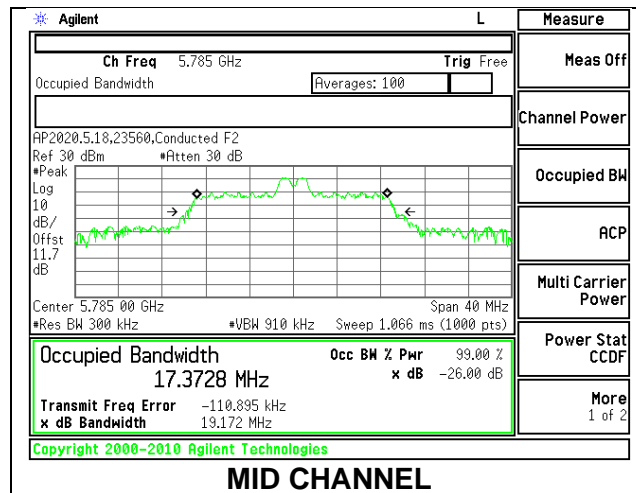 Agilent L
Ch Freq 5.785 GHz Trig Free
Occupied Bandwidth Averages: 100
AP2020.5.18,23560,Conducted F2
Ref 30 dBm #Atten 30 dB
#Peak
Log
10
dB/
Offst
11.7
dB
Center 5.785 00 GHz Span 40 MHz
#Res BW 300 kHz #VBW 910 kHz Sweep 1.066 ms (1000 pts)
Occupied Bandwidth Occ BW % Pwr 99.00 %
17.3728 MHz x dB -26.00 dB
Transmit Freq Error -110.895 kHz
x dB Bandwidth 19.172 MHz
Copyright 2000-2010 Agilent Technologies
Measure
Meas Off
Channel Power
Occupied BW
ACP
Multi Carrier
Power
Power Stat
CCDF
More
1 of 2
MID CHANNEL